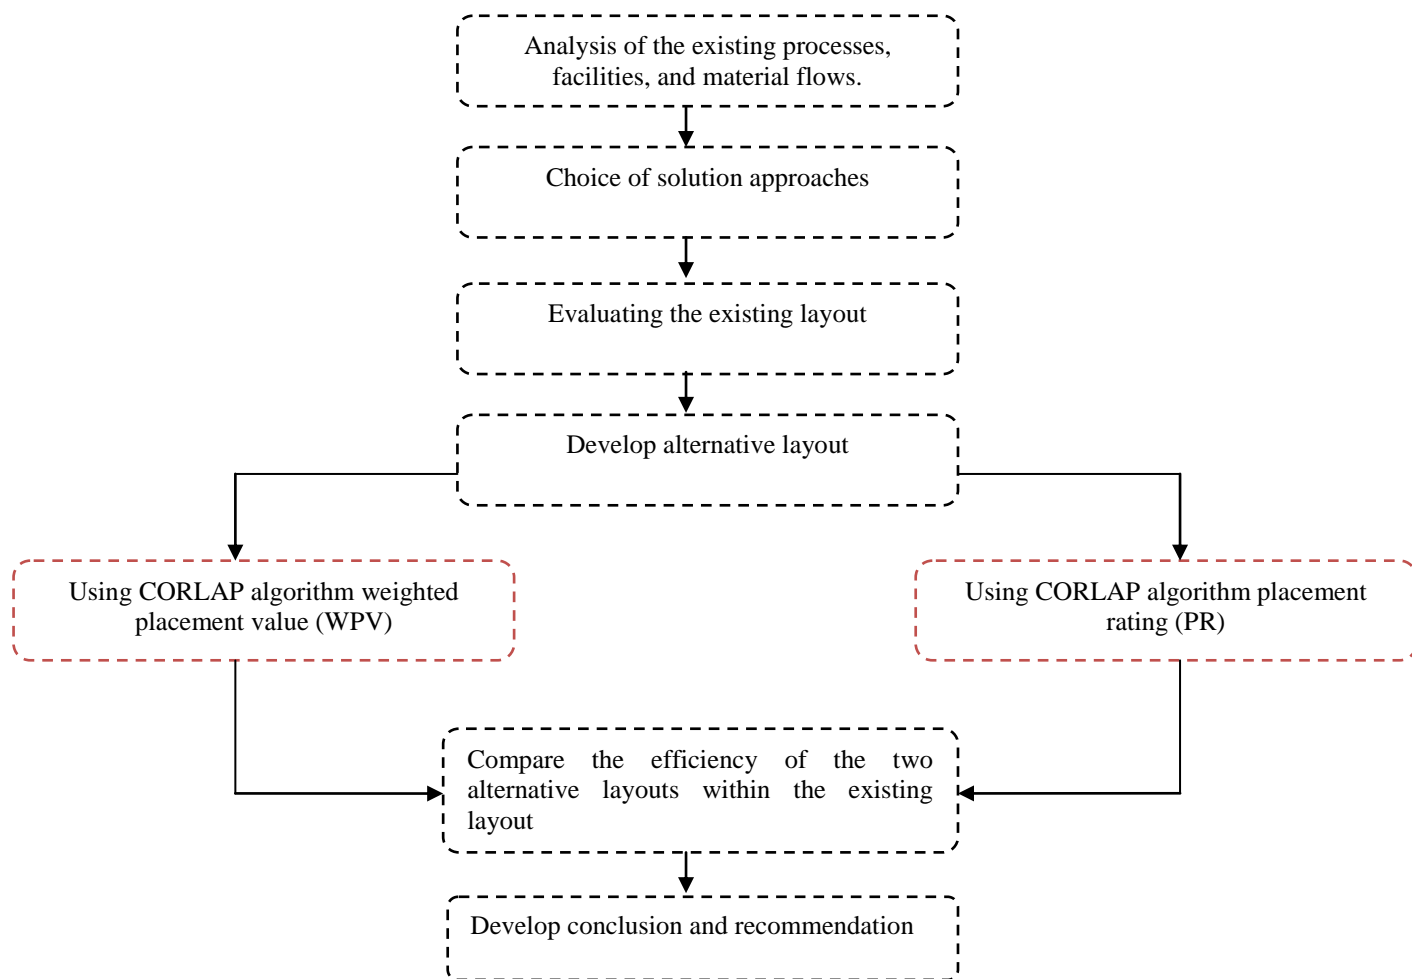 Analysis of the existing processes,
facilities, and material flows.
Choice of solution approaches
Evaluating the existing layout
Develop alternative layout
Using CORLAP algorithm weighted
placement value (WPV)
Using CORLAP algorithm placement
rating (PR)
Compare the efficiency of the two
alternative layouts within the existing
layout
Develop conclusion and recommendation